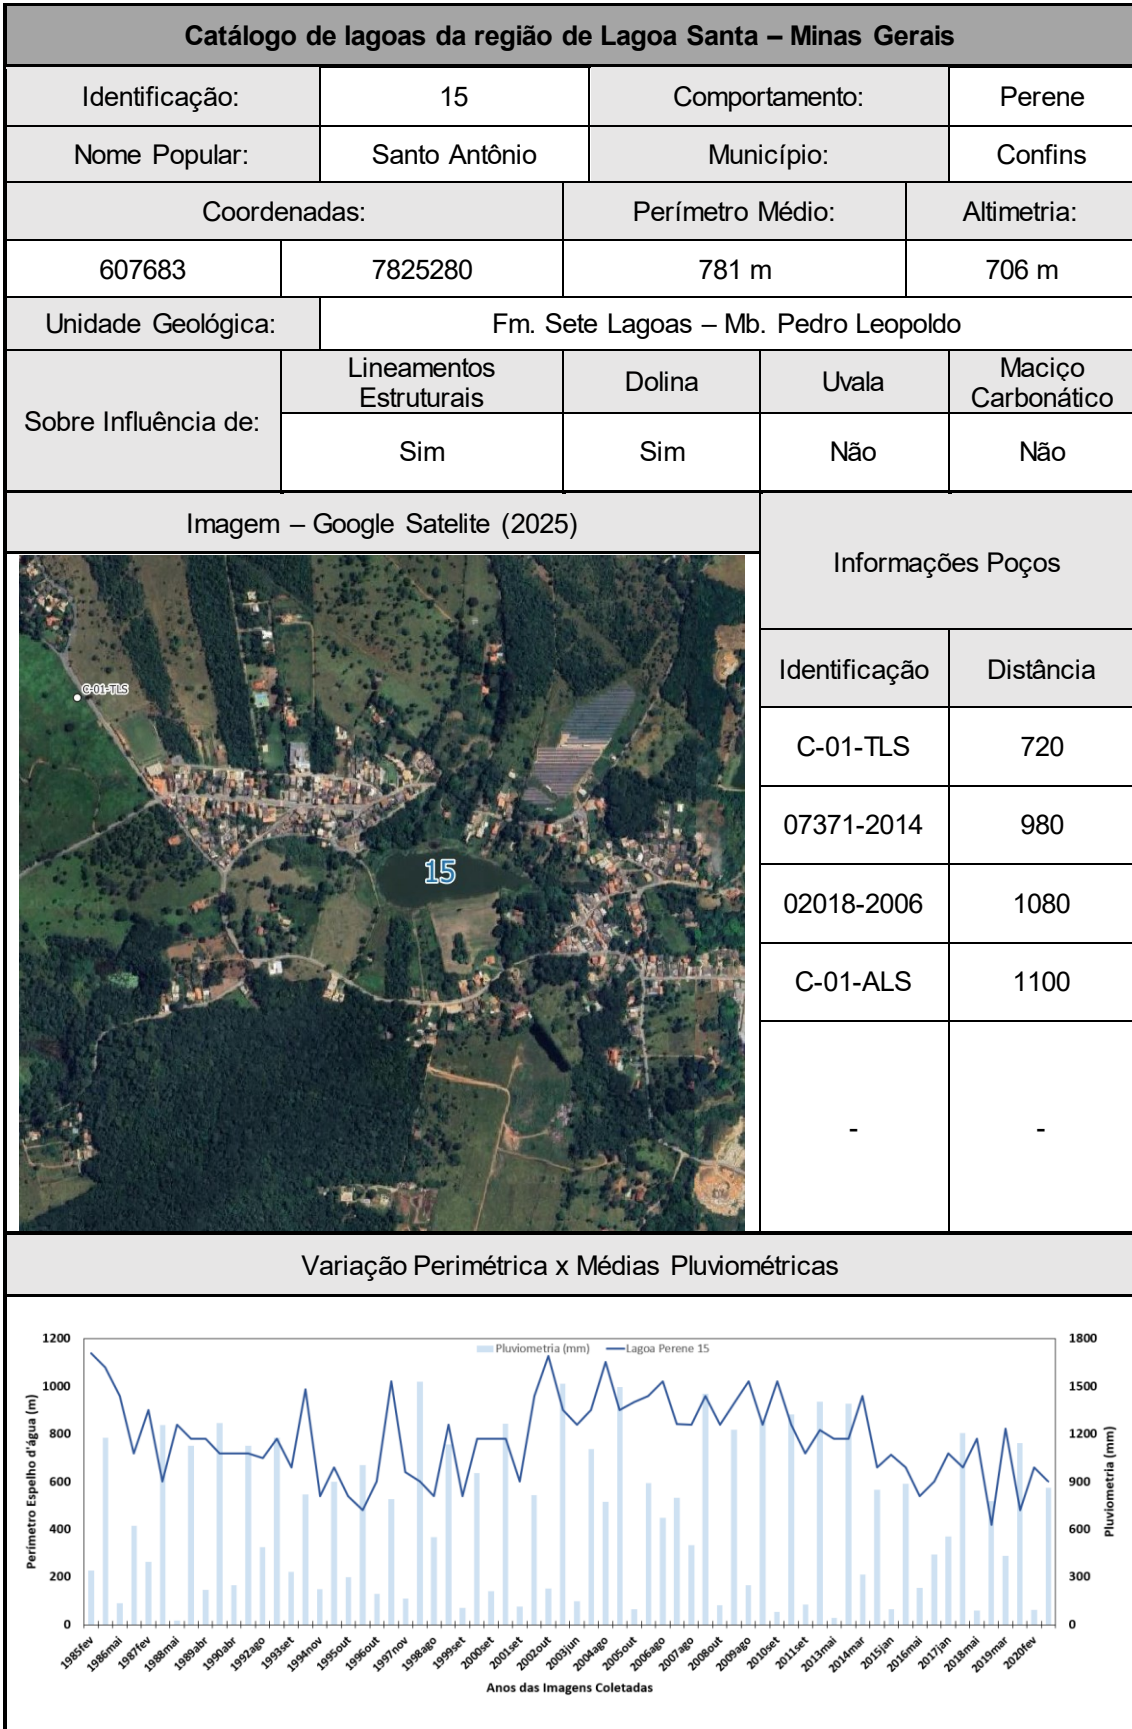 Catálogo de lagoas da região de Lagoa Santa – Minas Gerais
Identificação: 15 Comportamento: Perene
Nome Popular: Santo Antônio Município: Confins
Coordenadas: Perímetro Médio: Altimetria:
607683 7825280 781 m 706 m
Unidade Geológica: Fm. Sete Lagoas – Mb. Pedro Leopoldo
Sobre Influência de:
Lineamentos Estruturais Dolina Uvala Maciço Carbonático
Sim Sim Não Não
Imagem – Google Satelite (2025)
C-01-TLS
15
Informações Poços
Identificação Distância
C-01-TLS 720
07371-2014 980
02018-2006 1080
C-01-ALS 1100
- -
Variação Perimétrica x Médias Pluviométricas
Pluviometria (mm) Lagoa Perene 15
Perímetro Espelho d'água (m)
1200
1000
800
600
400
200
0
1800
1500
1200
900
600
300
0
Pluviometria (mm)
1985fev 1986mai 1987fev 1988mai 1989abr 1990abr 1992ago 1993set 1994nov 1995out 1996out 1997nov 1998ago 1999set 2000set 2001set 2002out 2003jun 2004ago 2005out 2006ago 2007ago 2008out 2009ago 2010set 2011set 2013mai 2014mar 2015jan 2016mai 2017jan 2018mai 2019mar 2020fev
Anos das Imagens Coletadas